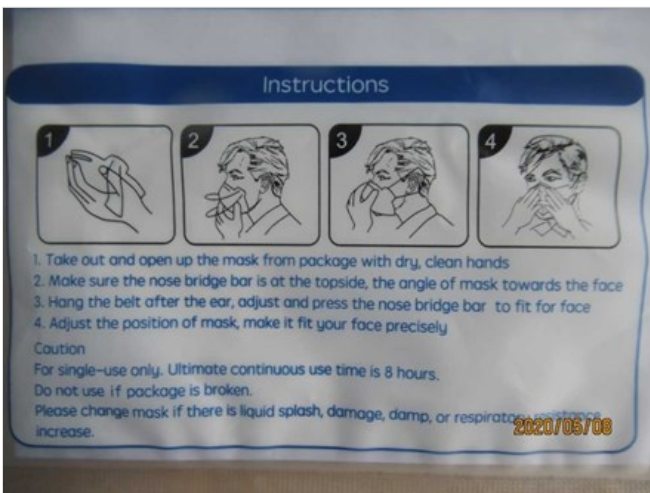 Instructions
1 2 3 4
1. Take out and open up the mask from package with dry, clean hands
2. Make sure the nose bridge bar is at the topside, the angle of mask towards the face
3. Hang the belt after the ear, adjust and press the nose bridge bar to fit for face
4. Adjust the position of mask, make it fit your face precisely
Caution
For single-use only. Ultimate continuous use time is 8 hours.
Do not use if package is broken.
Please change mask if there is liquid splash, damage, damp, or respiratory resistance
increase.
2020/05/08